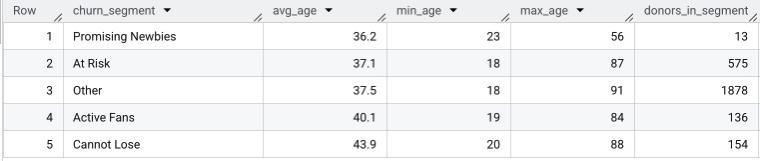 Row churn_segment avg_age min_age max_age donors_in_segment
1 Promising Newbies 36.2 23 56 13
2 At Risk 37.1 18 87 575
3 Other 37.5 18 91 1878
4 Active Fans 40.1 19 84 136
5 Cannot Lose 43.9 20 88 154